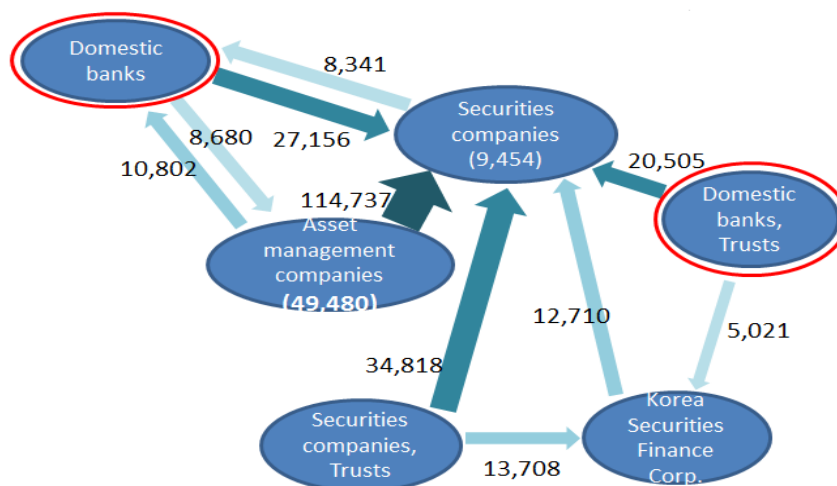 Domestic
banks
8,341
27,156
8,680
10,802
Securities
companies
(9,454)
20,505
Domestic
banks,
Trusts
114,737
Asset
management
companies
(49,480)
12,710
5,021
34,818
Securities
companies,
Trusts
13,708
Korea
Securities
Finance
Corp.